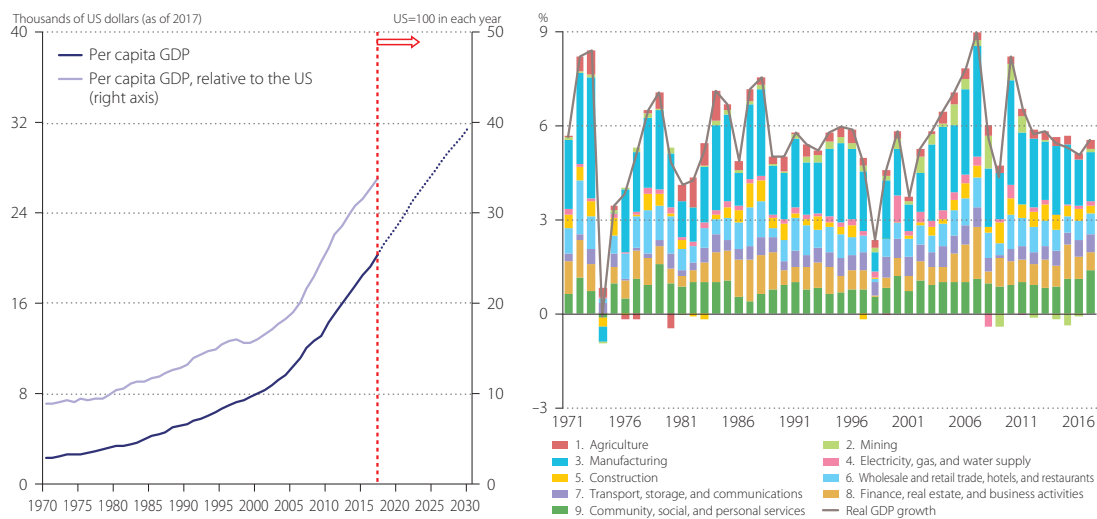 Thousands of US dollars (as of 2017)
US=100 in each year
40
32
24
16
8
0
50
40
30
20
10
0
Per capita GDP
Per capita GDP, relative to the US
(right axis)
1970 1975 1980 1985 1990 1995 2000 2005 2010 2015 2020 2025 2030
%
9
6
3
0
−3
1971 1976 1981 1986 1991 1996 2001 2006 2011 2016
1. Agriculture
2. Mining
3. Manufacturing
4. Electricity, gas, and water supply
5. Construction
6. Wholesale and retail trade, hotels, and restaurants
7. Transport, storage, and communications
8. Finance, real estate, and business activities
9. Community, social, and personal services
Real GDP growth